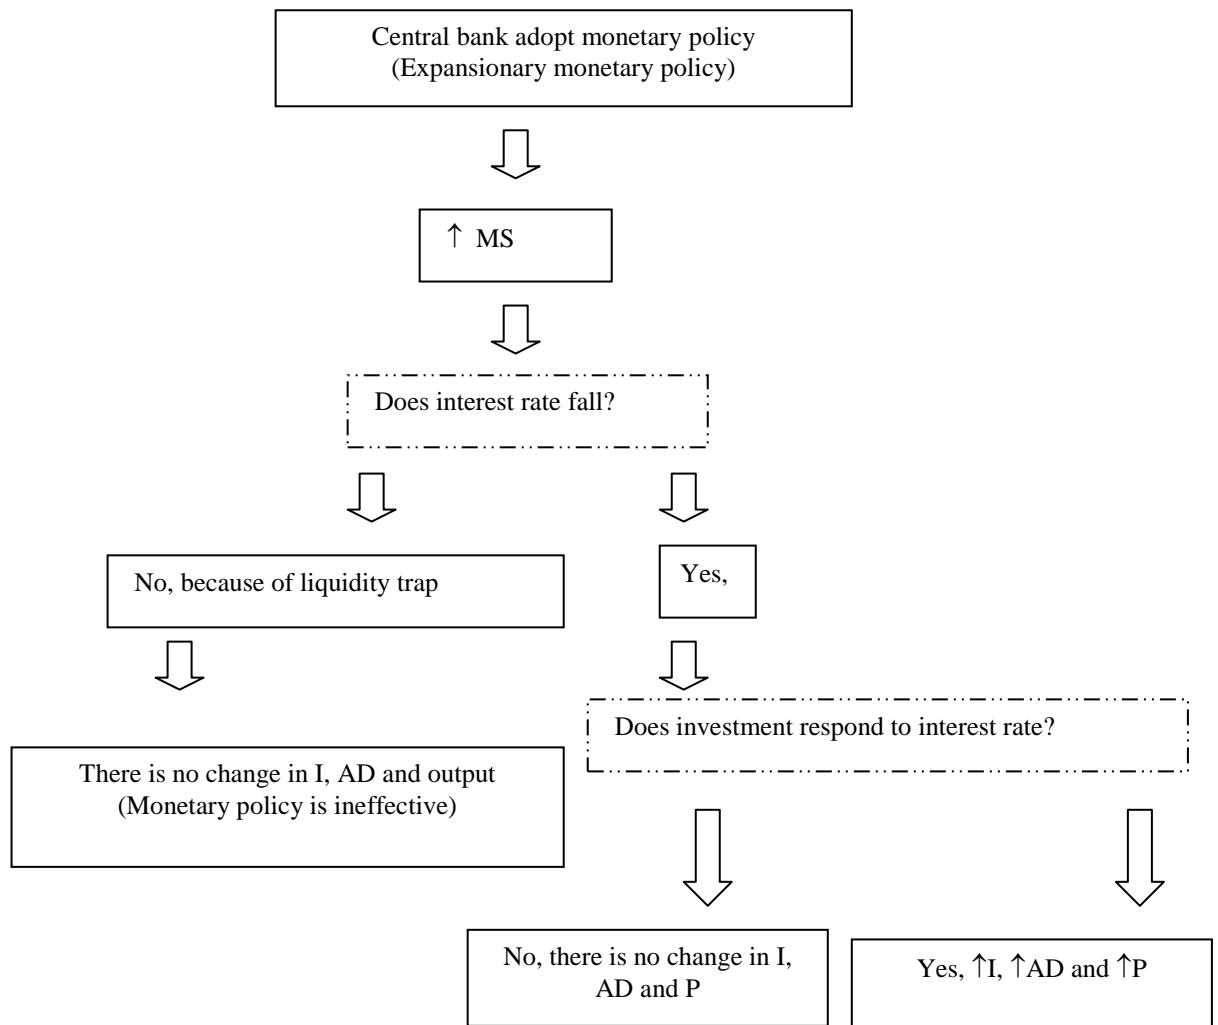 Central bank adopt monetary policy
(Expansionary monetary policy)
↑ MS
Does interest rate fall?
No, because of liquidity trap
Yes,
Does investment respond to interest rate?
There is no change in I, AD and output
(Monetary policy is ineffective)
No, there is no change in I,
AD and P
Yes, ↑I, ↑AD and ↑P